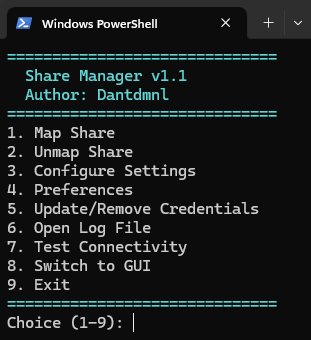 Windows PowerShell
==============================
Share Manager v1.1
Author: Dantdmnl
==============================
1. Map Share
2. Unmap Share
3. Configure Settings
4. Preferences
5. Update/Remove Credentials
6. Open Log File
7. Test Connectivity
8. Switch to GUI
9. Exit
==============================
Choice (1-9):